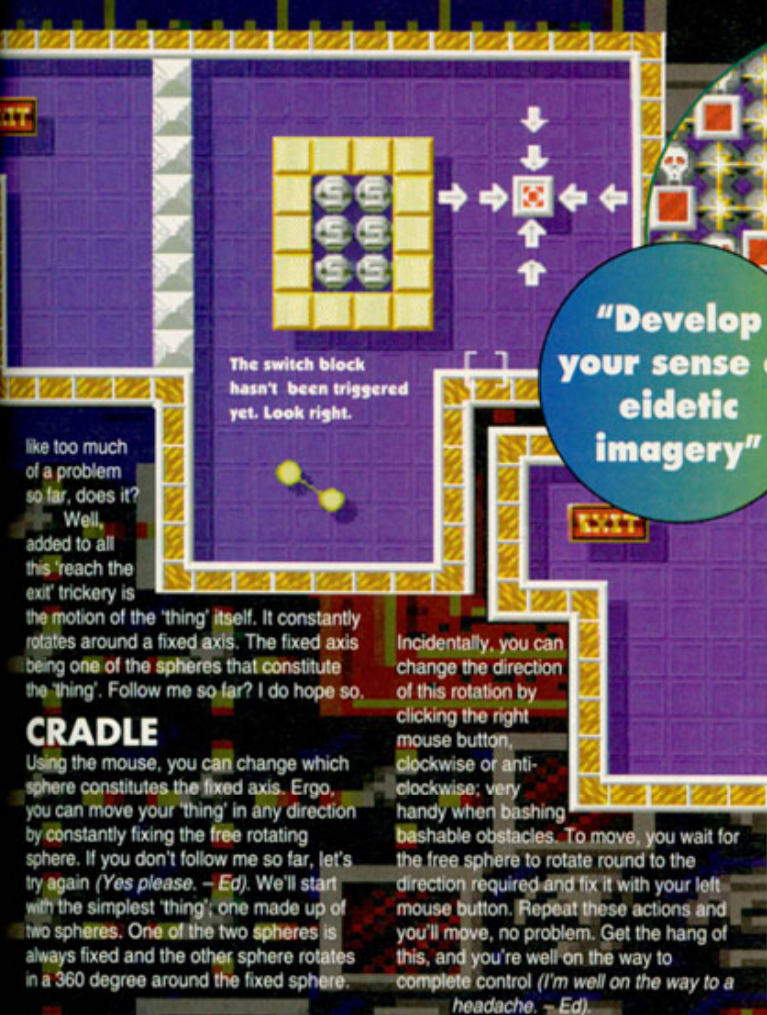 "Develop
your sense
eidetic
imagery"
The switch block
hasn't been triggered
yet. Look right.
EXIT
like too much
of a problem
so far, does it?
Well,
added to all
this 'reach the
exit' trickery is
the motion of the 'thing' itself. It constantly
rotates around a fixed axis. The fixed axis
being one of the spheres that constitute
the 'thing'. Follow me so far? I do hope so.
CRADLE
Using the mouse, you can change which
sphere constitutes the fixed axis. Ergo,
you can move your 'thing' in any direction
by constantly fixing the free rotating
sphere. If you don't follow me so far, let's
try again (Yes please. – Ed). We'll start
with the simplest 'thing'; one made up of
two spheres. One of the two spheres is
always fixed and the other sphere rotates
in a 360 degree around the fixed sphere.
Incidentally, you can
change the direction
of this rotation by
clicking the right
mouse button,
clockwise or anti-
clockwise; very
handy when bashing
bashable obstacles. To move, you wait for
the free sphere to rotate round to the
direction required and fix it with your left
mouse button. Repeat these actions and
you'll move, no problem. Get the hang of
this, and you're well on the way to
complete control (I'm well on the way to a
headache. – Ed).